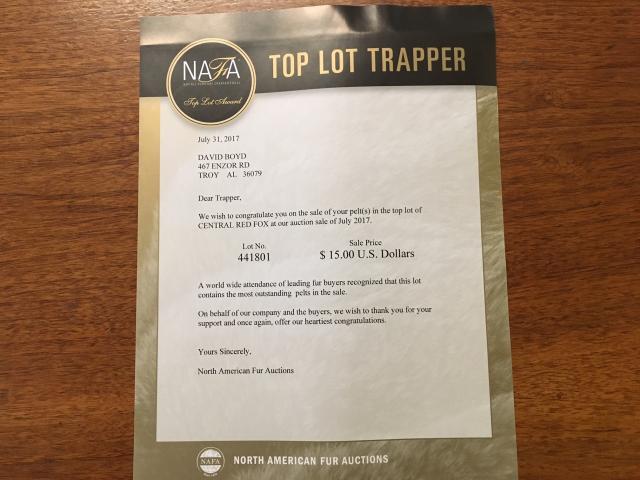 NAFA
Top Lot Award
TOP LOT TRAPPER
July 31, 2017
DAVID BOYD
467 ENZOR RD
TROY AL 36079
Dear Trapper,
We wish to congratulate you on the sale of your pelt(s) in the top lot of
CENTRAL RED FOX at our auction sale of July 2017.
Lot No. Sale Price
441801 $ 15.00 U.S. Dollars
A world wide attendance of leading fur buyers recognized that this lot
contains the most outstanding pelts in the sale.
On behalf of our company and the buyers, we wish to thank you for your
support and once again, offer our heartiest congratulations.
Yours Sincerely,
North American Fur Auctions
NAFA
NORTH AMERICAN FUR AUCTIONS